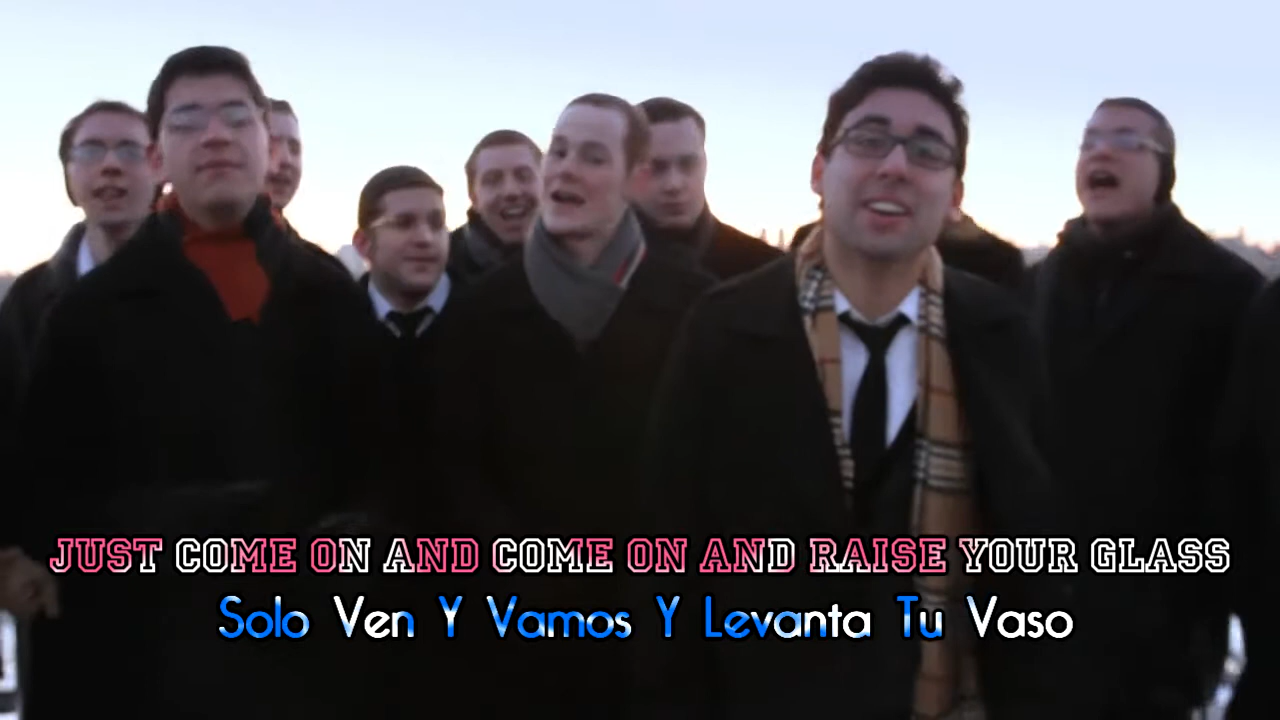 JUST COME ON AND COME ON AND RAISE YOUR GLASS
Solo Ven Y Vamos Y Levanta Tu Vaso